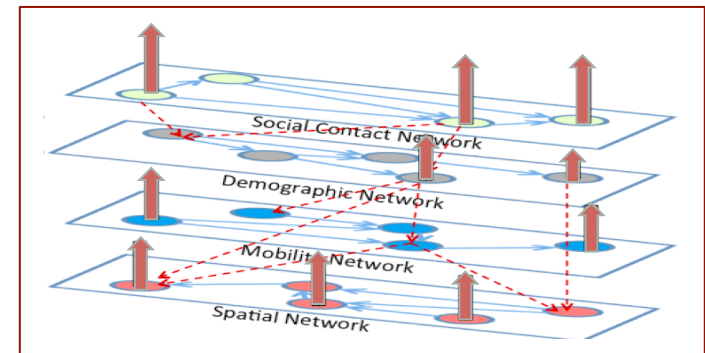 Social Contact Network
Demographic Network
Mobility Network
Spatial Network